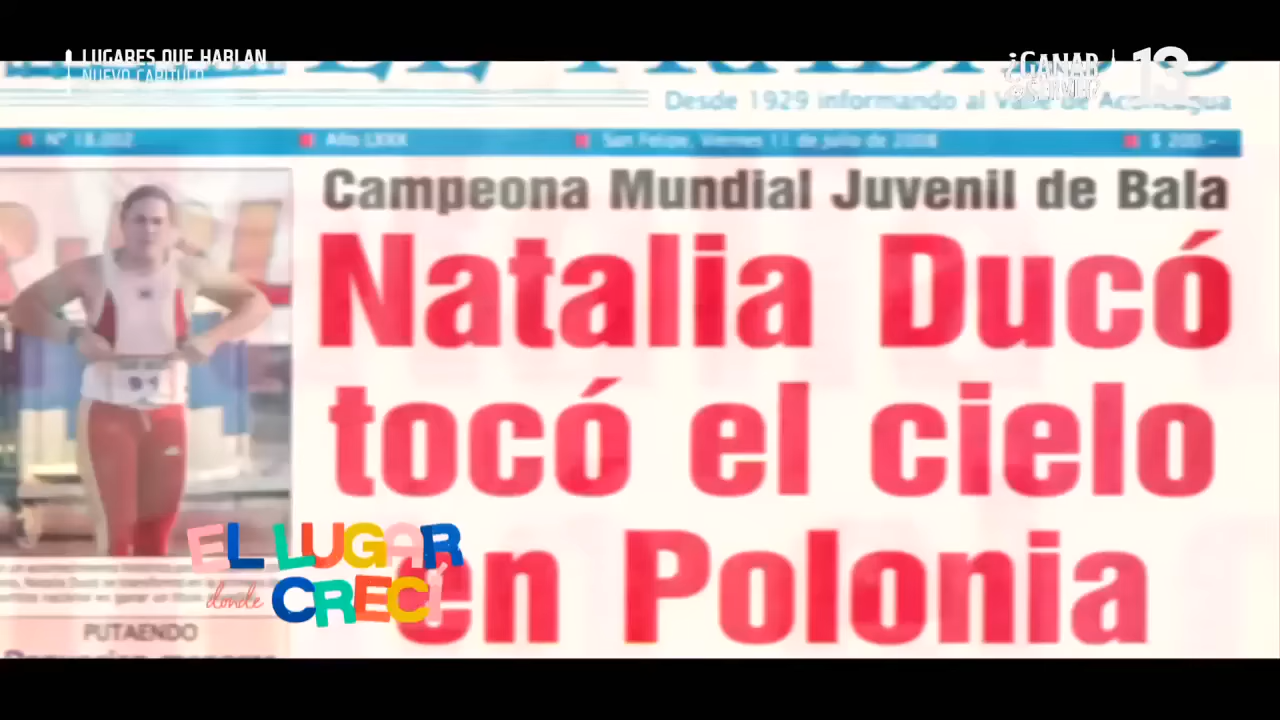 LUGARES QUE HABLAN
NUEVO CAPITULO
¿GANAR
O SERVIR?
13
Desde 1929 informando al Valle de Aconcagua
N° 18.002
Año LXXX
San Felipe, Viernes 11 de julio de 2008
$ 200.-
Campeona Mundial Juvenil de Bala
Natalia Ducó
tocó el cielo
en Polonia
EL LUGAR
donde CRECÍ
PUTAENDO